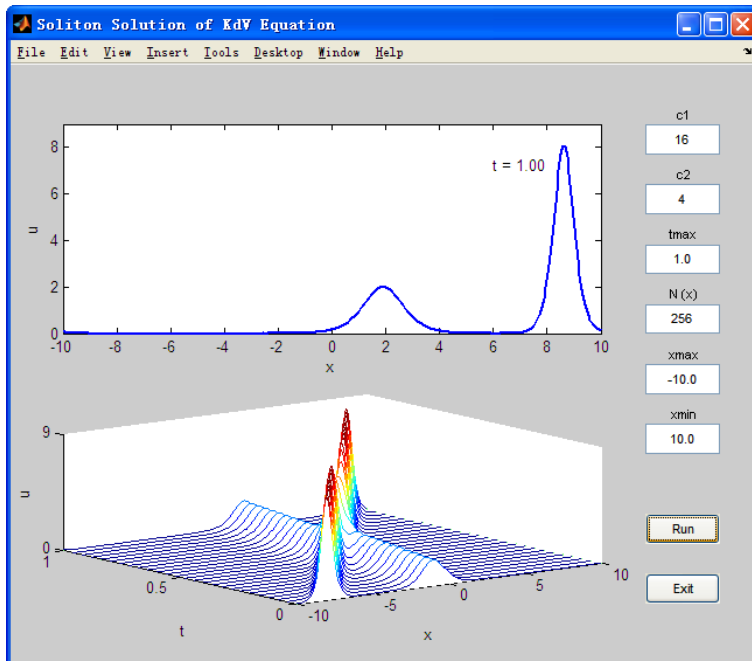 Soliton Solution of KdV Equation
File Edit View Insert Tools Desktop Window Help
8
6
4
2
0
u
t = 1.00
-10 -8 -6 -4 -2 0 2 4 6 8 10
x
c1
16
c2
4
tmax
1.0
N (x)
256
xmax
-10.0
xmin
10.0
Run
Exit
9
u
0
1
0.5
0
t
-10
-5
0
5
10
x